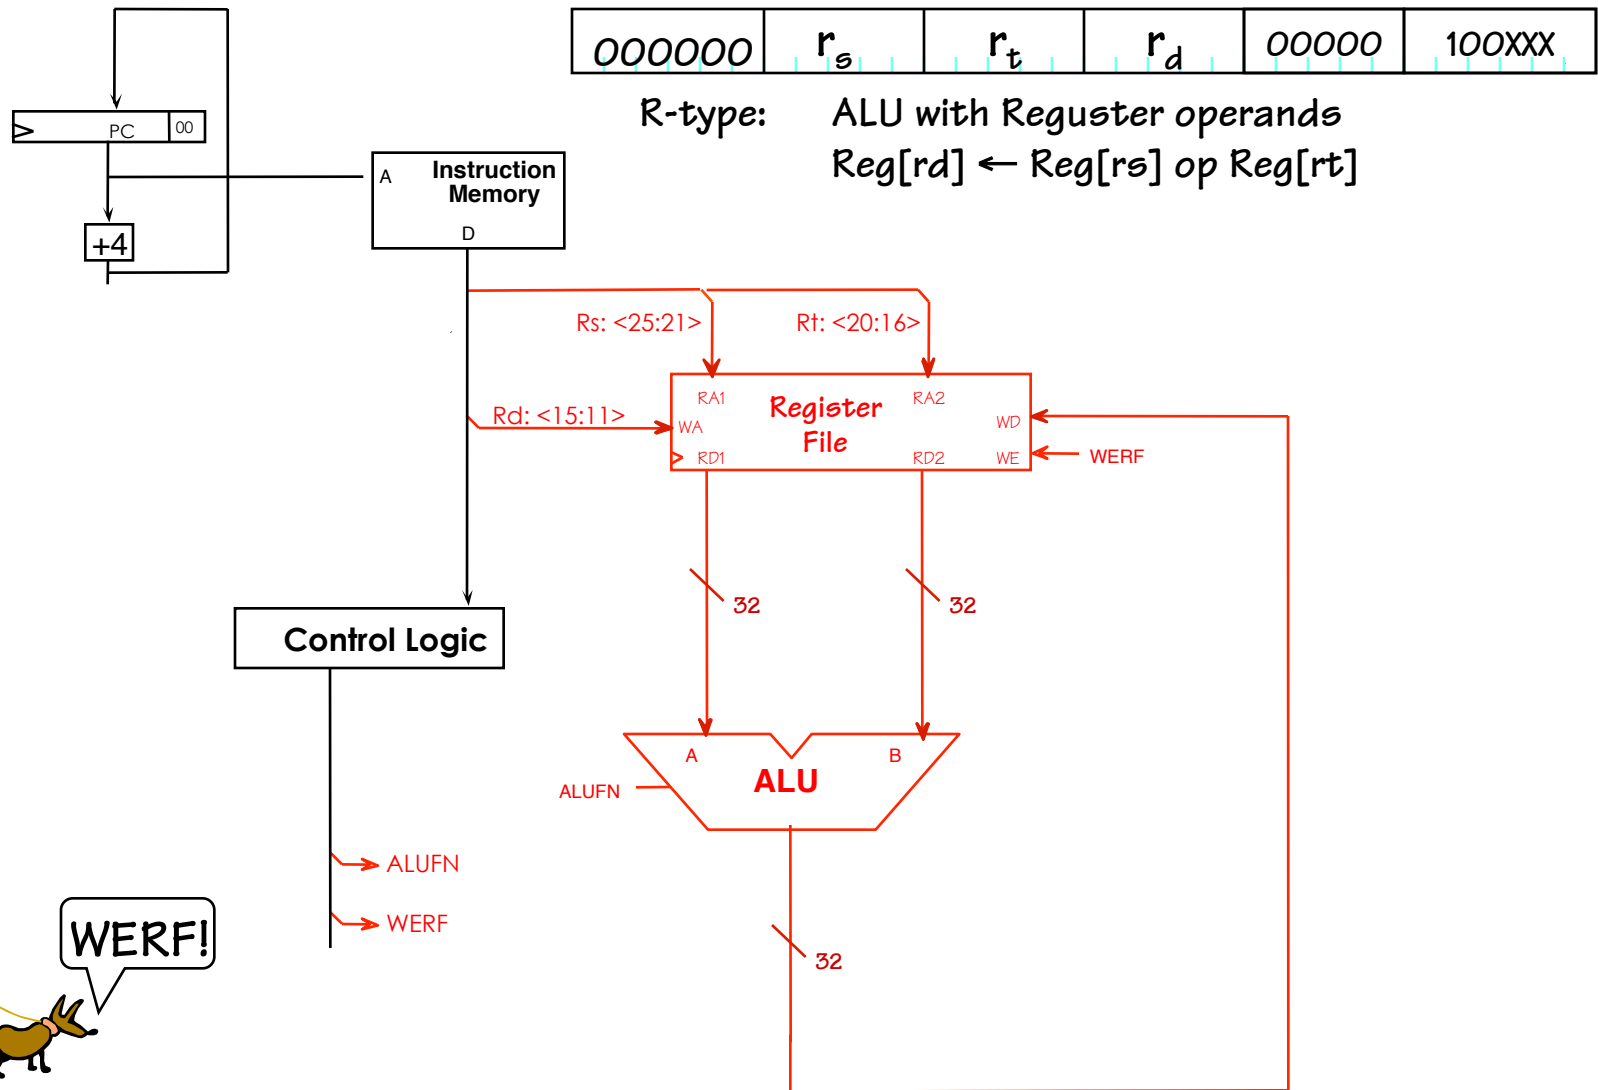 000000 rs rt rd 00000 100XXX
R-type: ALU with Reguster operands
Reg[rd] ← Reg[rs] op Reg[rt]
PC 00
+4
A Instruction
Memory
D
Rs: <25:21> Rt: <20:16>
RA1 RA2
Register
File
Rd: <15:11>
WA
WD
RD1 RD2 WE
WERF
32 32
Control Logic
A B
ALU
ALUFN
ALUFN
WERF
WERF!
32